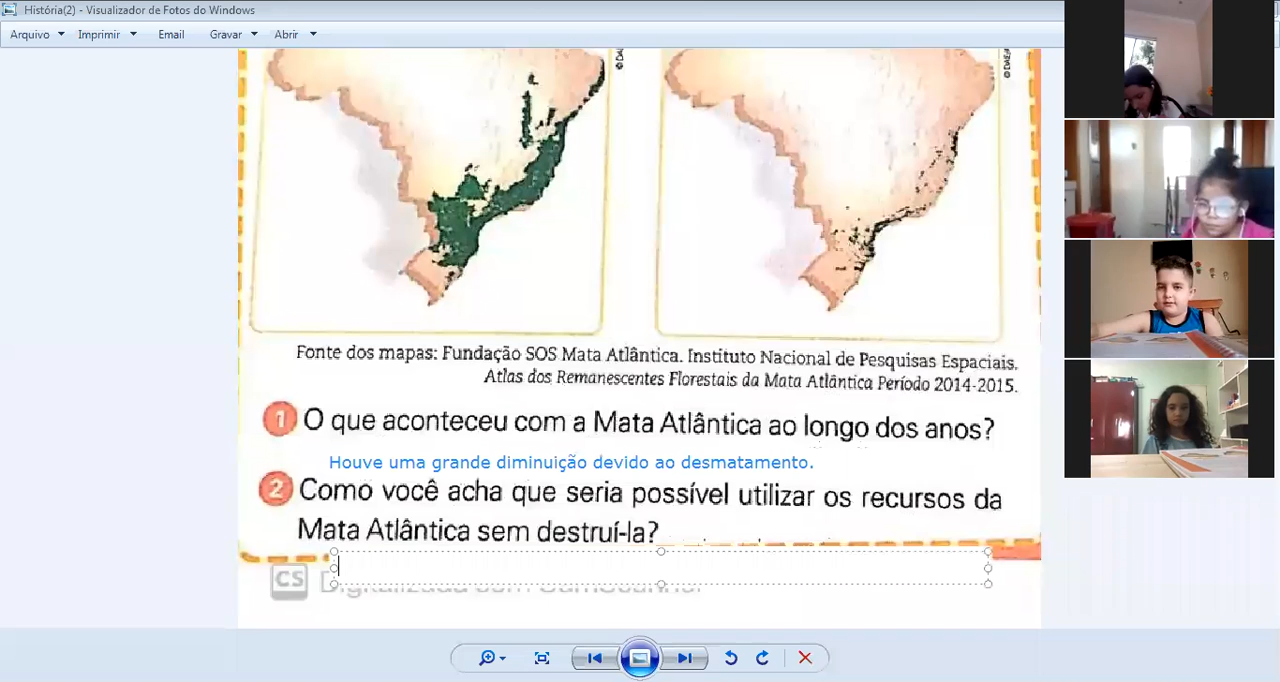 História(2) - Visualizador de Fotos do Windows
Arquivo Imprimir Email Gravar Abrir
Fonte dos mapas: Fundação SOS Mata Atlântica. Instituto Nacional de Pesquisas Espaciais.
Atlas dos Remanescentes Florestais da Mata Atlântica Período 2014-2015.
1 O que aconteceu com a Mata Atlântica ao longo dos anos?
Houve uma grande diminuição devido ao desmatamento.
2 Como você acha que seria possível utilizar os recursos da
Mata Atlântica sem destruí-la?
CS Digitalizada com CamScanner